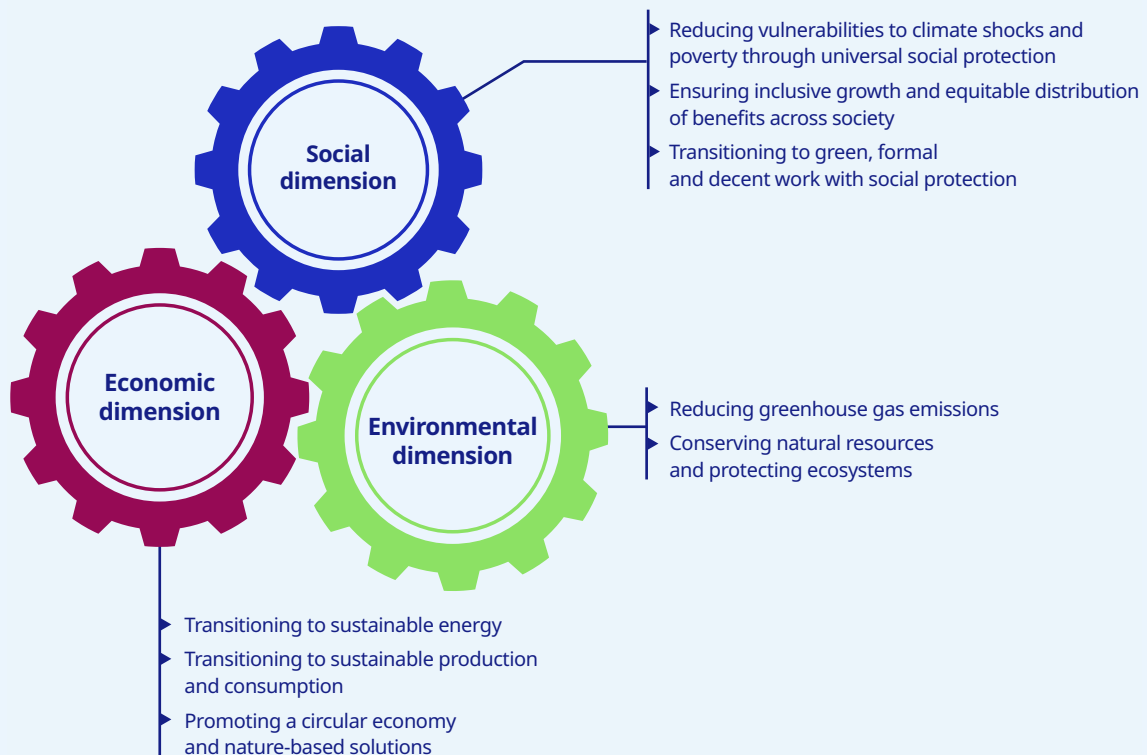 Social
dimension
Reducing vulnerabilities to climate shocks and
poverty through universal social protection
Ensuring inclusive growth and equitable distribution
of benefits across society
Transitioning to green, formal
and decent work with social protection
Economic
dimension
Environmental
dimension
Reducing greenhouse gas emissions
Conserving natural resources
and protecting ecosystems
Transitioning to sustainable energy
Transitioning to sustainable production
and consumption
Promoting a circular economy
and nature-based solutions